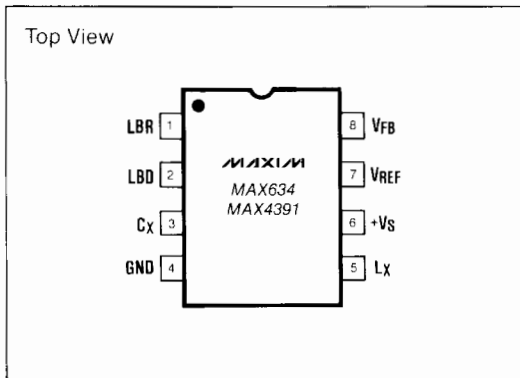 Top View
LBR 1
LBD 2
CX 3
GND 4
MAXIM
MAX634
MAX4391
8 VFB
7 VREF
6 +VS
5 LX